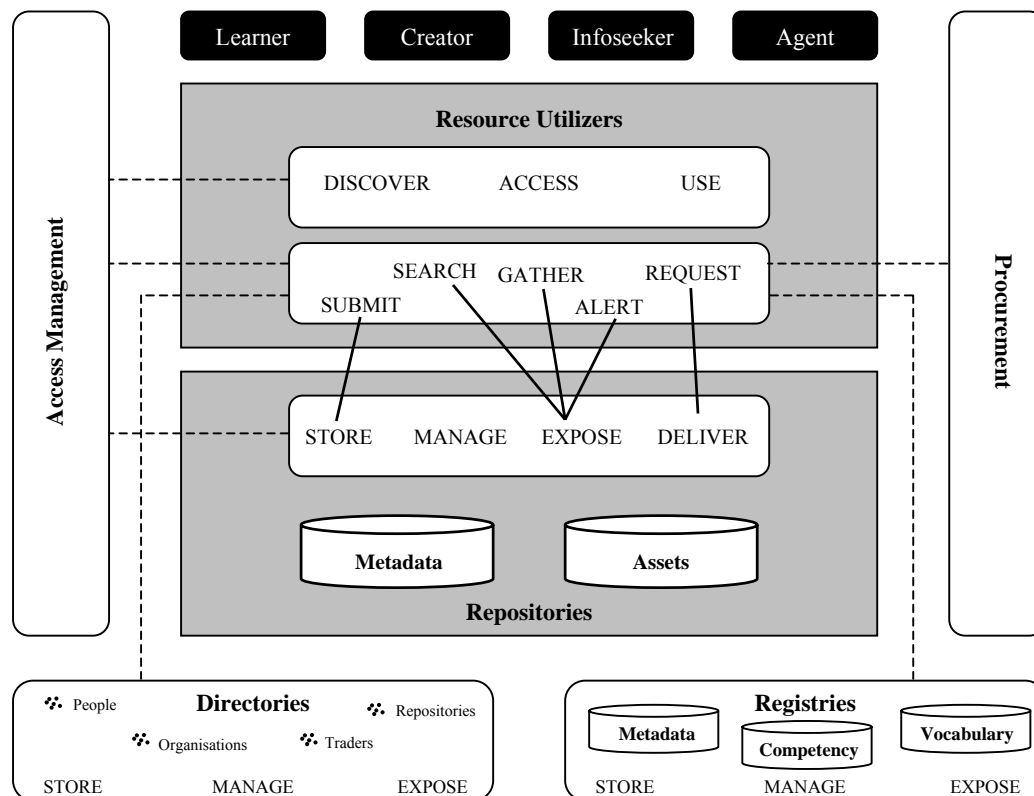 Learner
Creator
Infoseeker
Agent
Access Management
Procurement
Resource Utilizers
DISCOVER ACCESS USE
SEARCH GATHER REQUEST
SUBMIT ALERT
STORE MANAGE EXPOSE DELIVER
Metadata
Assets
Repositories
Directories
People
Repositories
Organisations
Traders
STORE MANAGE EXPOSE
Registries
Metadata
Competency
Vocabulary
STORE MANAGE EXPOSE